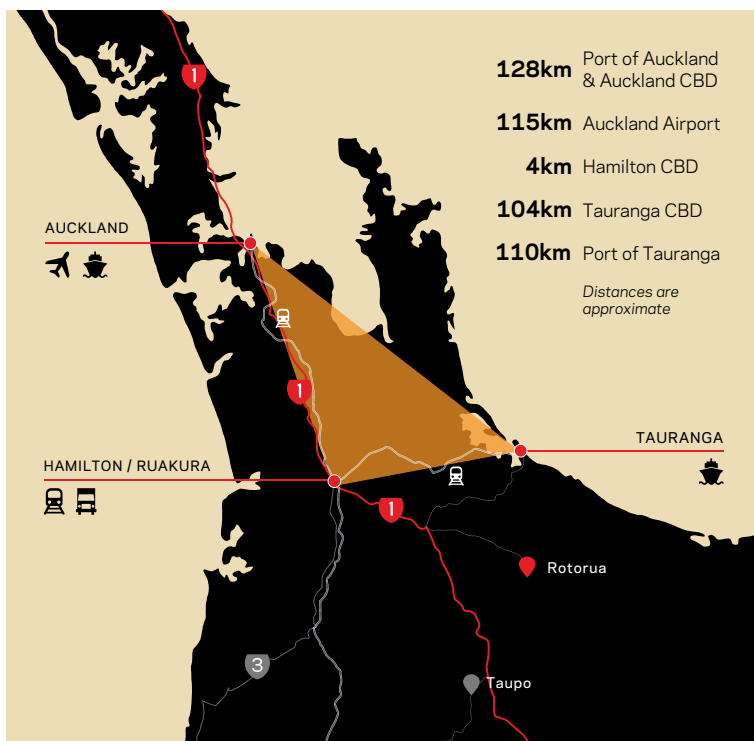 1
128km Port of Auckland
& Auckland CBD
115km Auckland Airport
4km Hamilton CBD
104km Tauranga CBD
110km Port of Tauranga
Distances are
approximate
AUCKLAND
1
TAURANGA
HAMILTON / RUAKURA
1
Rotorua
3
Taupo